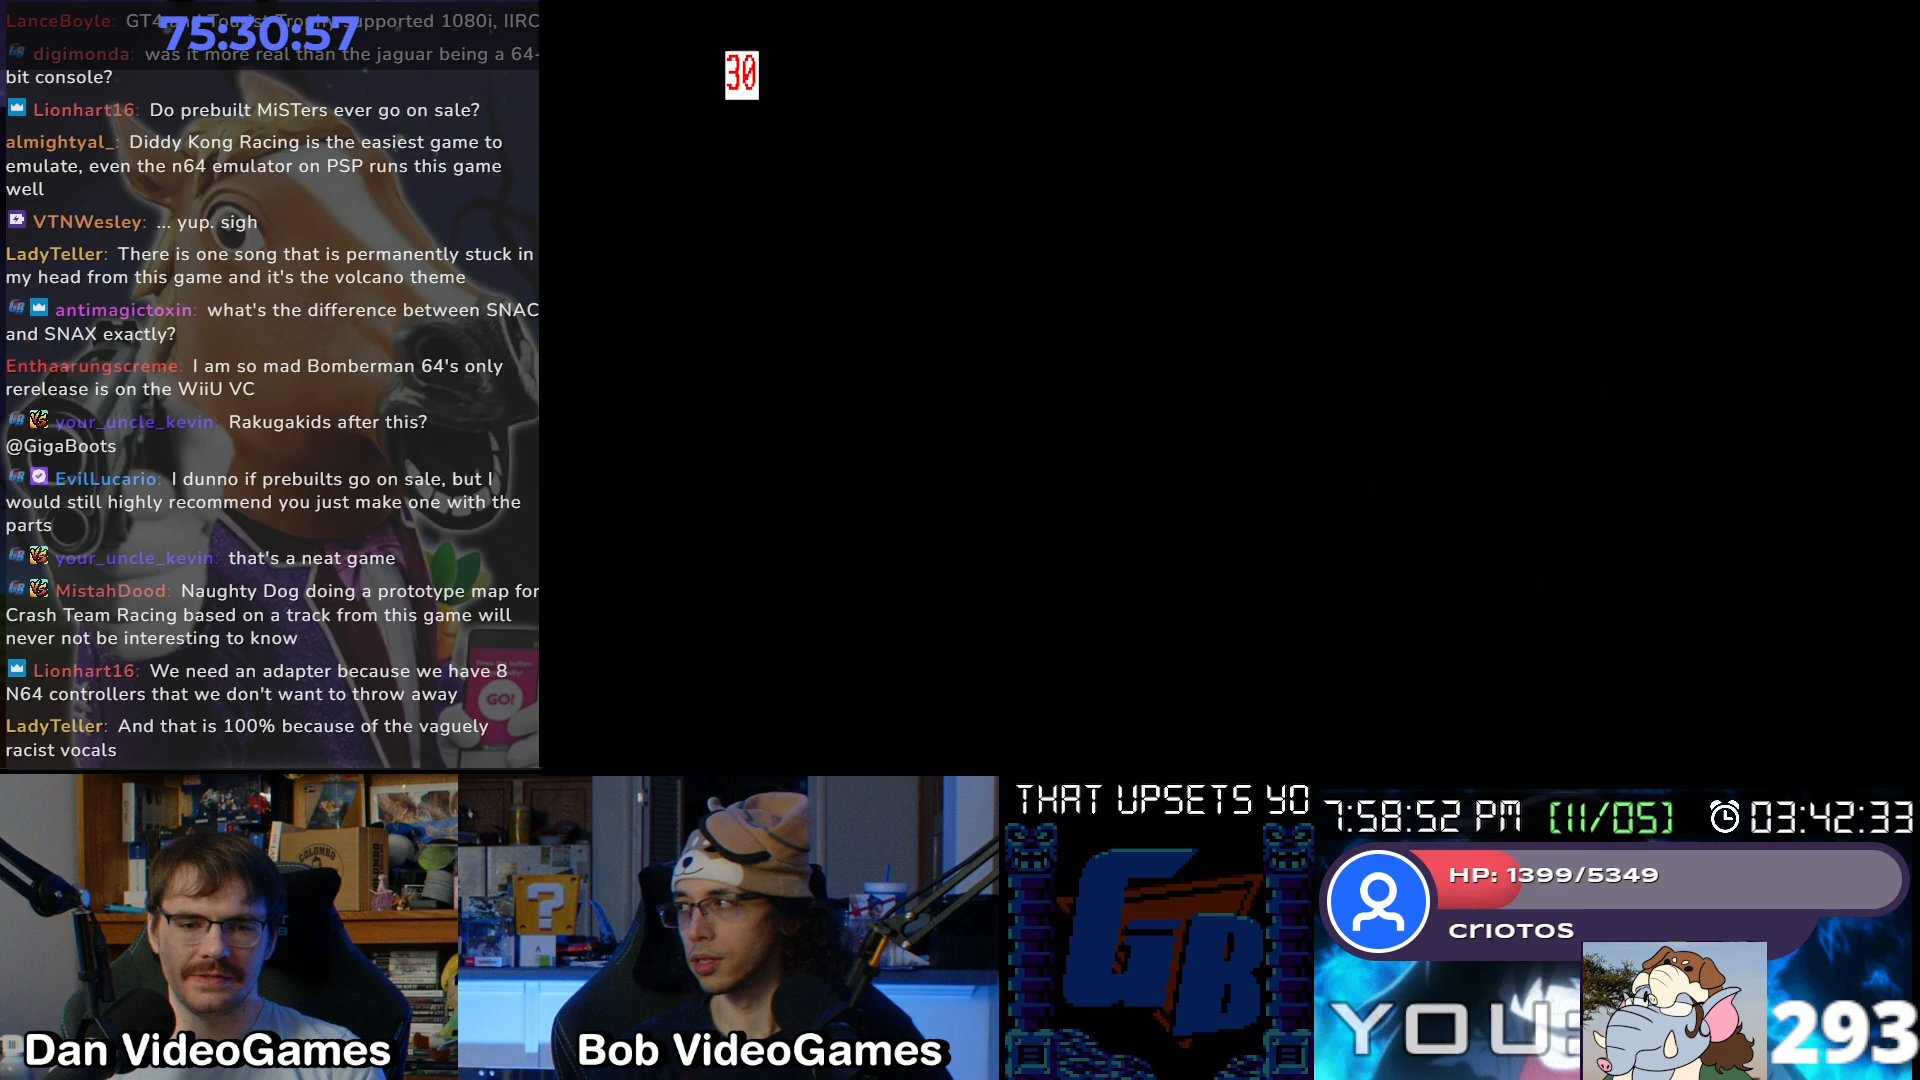 LanceBoyle: GT4 and Tourist Trophy supported 1080i, IIRC
75:30:57
digimonda: was it more real than the jaguar being a 64-
bit console?
Lionhart16: Do prebuilt MiSTers ever go on sale?
almightyal_: Diddy Kong Racing is the easiest game to
emulate, even the n64 emulator on PSP runs this game
well
VTNWesley: ... yup. sigh
LadyTeller: There is one song that is permanently stuck in
my head from this game and it's the volcano theme
antimagictoxin: what's the difference between SNAC
and SNAX exactly?
Enthaarungscreme: I am so mad Bomberman 64's only
rerelease is on the WiiU VC
your_uncle_kevin: Rakugakids after this?
@GigaBoots
EvilLucario: I dunno if prebuilts go on sale, but I
would still highly recommend you just make one with the
parts
your_uncle_kevin: that's a neat game
MistahDood: Naughty Dog doing a prototype map for
Crash Team Racing based on a track from this game will
never not be interesting to know
Lionhart16: We need an adapter because we have 8
N64 controllers that we don't want to throw away
GO!
LadyTeller: And that is 100% because of the vaguely
racist vocals
30
COLUMBO
Dan VideoGames
?
Bob VideoGames
THAT UPSETS YO
GB
7:58:52 PM [11/05] 03:42:33
HP: 1399/5349
CRIOTOS
YOU
293